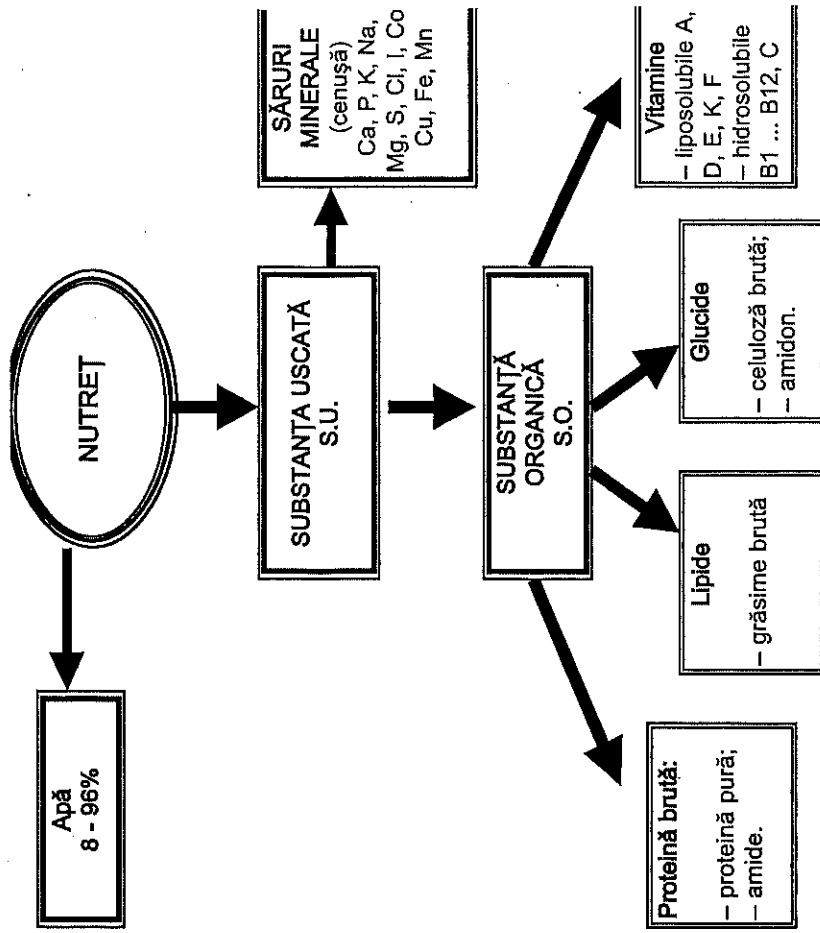 NUTREȚ
Apă
8 - 96%
SUBSTANȚA USCATĂ
S.U.
SĂRURI
MINERALE
(cenușă)
Ca, P, K, Na,
Mg, S, Cl, I, Co
Cu, Fe, Mn
SUBSTANȚĂ
ORGANICĂ
S.O.
Proteină brută:
– proteină pură;
– amide.
Lipide
– grăsime brută
Glucide
– celuloză brută;
– amidon.
Vitamine
– liposolubile A,
D, E, K, F
– hidrosolubile
B1 ... B12, C